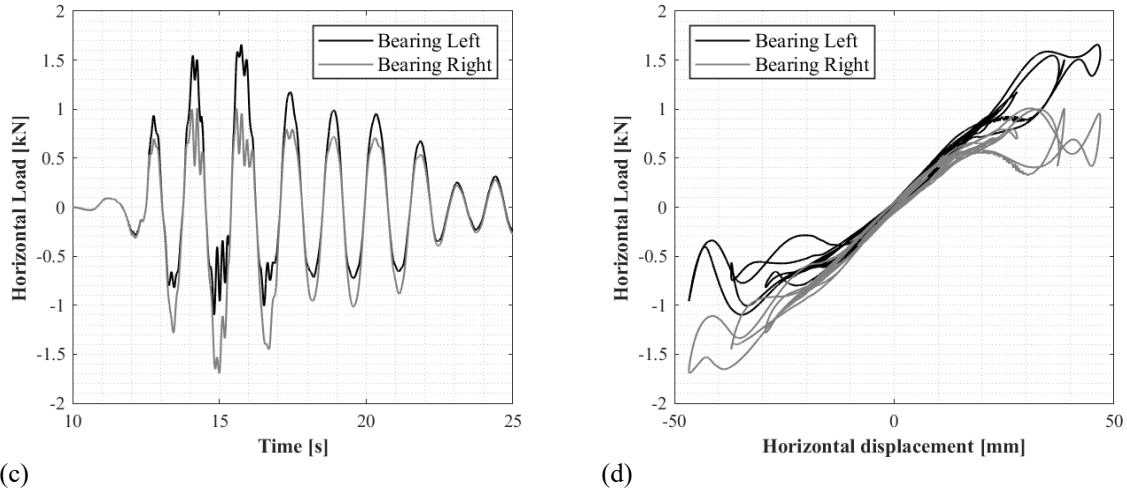 2
1.5
1
0.5
0
-0.5
-1
-1.5
-2
Horizontal Load [kN]
Bearing Left
Bearing Right
10
15
20
25
Time [s]
(c)
2
1.5
1
0.5
0
-0.5
-1
-1.5
-2
Horizontal Load [kN]
Bearing Left
Bearing Right
-50
0
50
Horizontal displacement [mm]
(d)